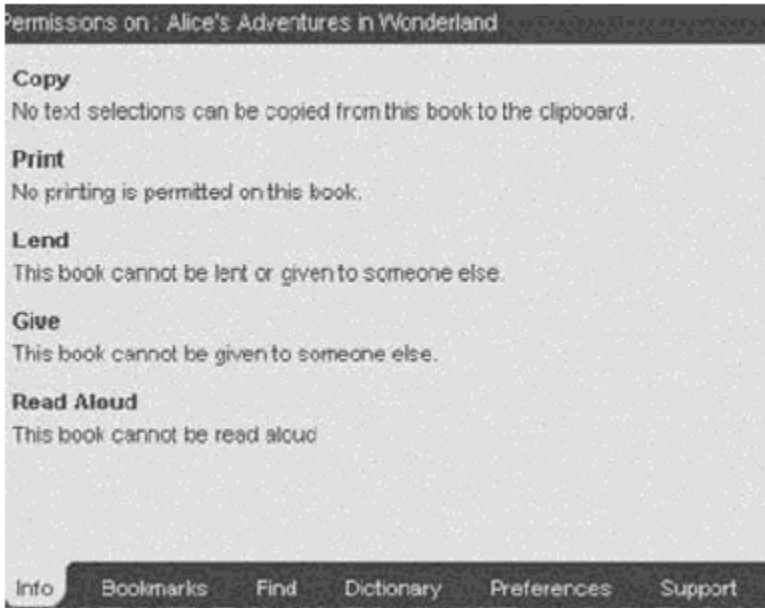 Permissions on : Alice's Adventures in Wonderland
Copy
No text selections can be copied from this book to the clipboard.
Print
No printing is permitted on this book.
Lend
This book cannot be lent or given to someone else.
Give
This book cannot be given to someone else.
Read Aloud
This book cannot be read aloud
Info Bookmarks Find Dictionary Preferences Support